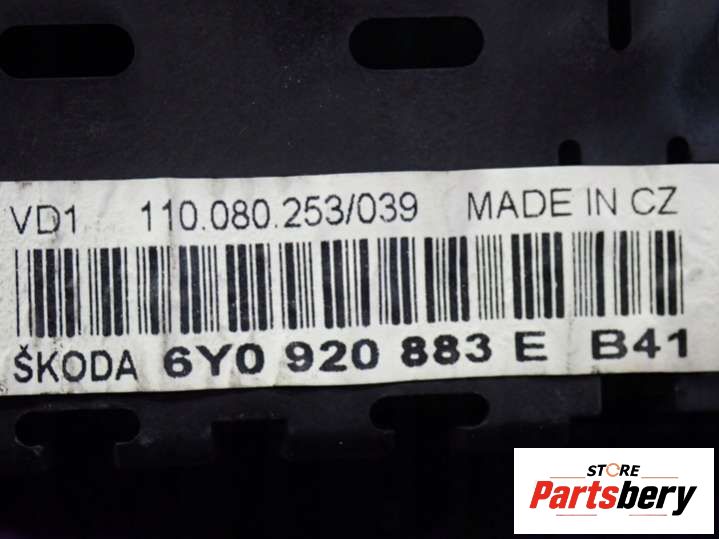 VD1 110.080.253/039 MADE IN CZ
ŠKODA 6Y0 920 883 E B41
STORE
Partsbery